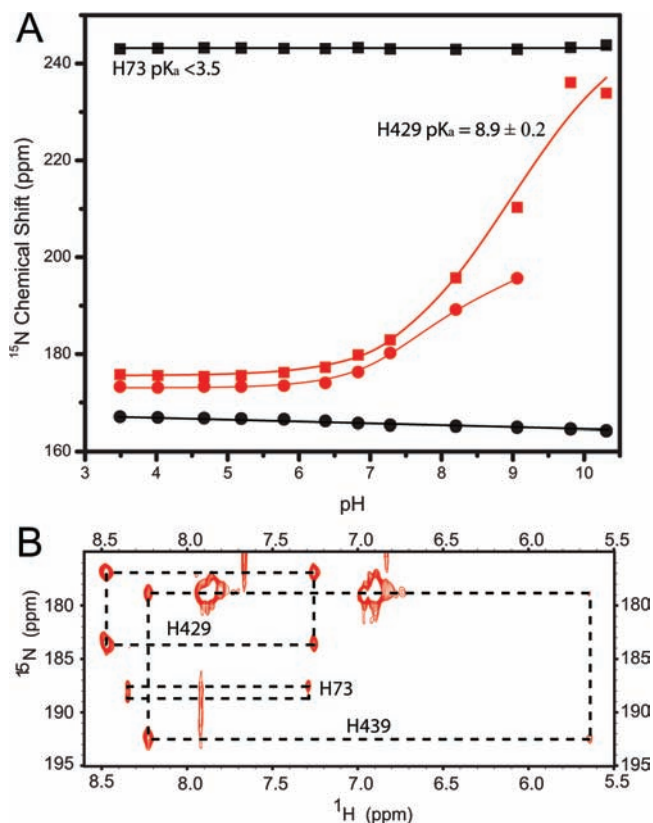 A
240
220
200
180
160
¹⁵N Chemical Shift (ppm)
H73 pKa <3.5
H429 pKa = 8.9 ± 0.2
3 4 5 6 7 8 9 10
pH
B
8.5 8.0 7.5 7.0 6.5 6.0 5.5
180 180
H429
185 185
H73
190 190
H439
195 195
¹⁵N (ppm)
8.5 8.0 7.5 7.0 6.5 6.0 5.5
¹H (ppm)